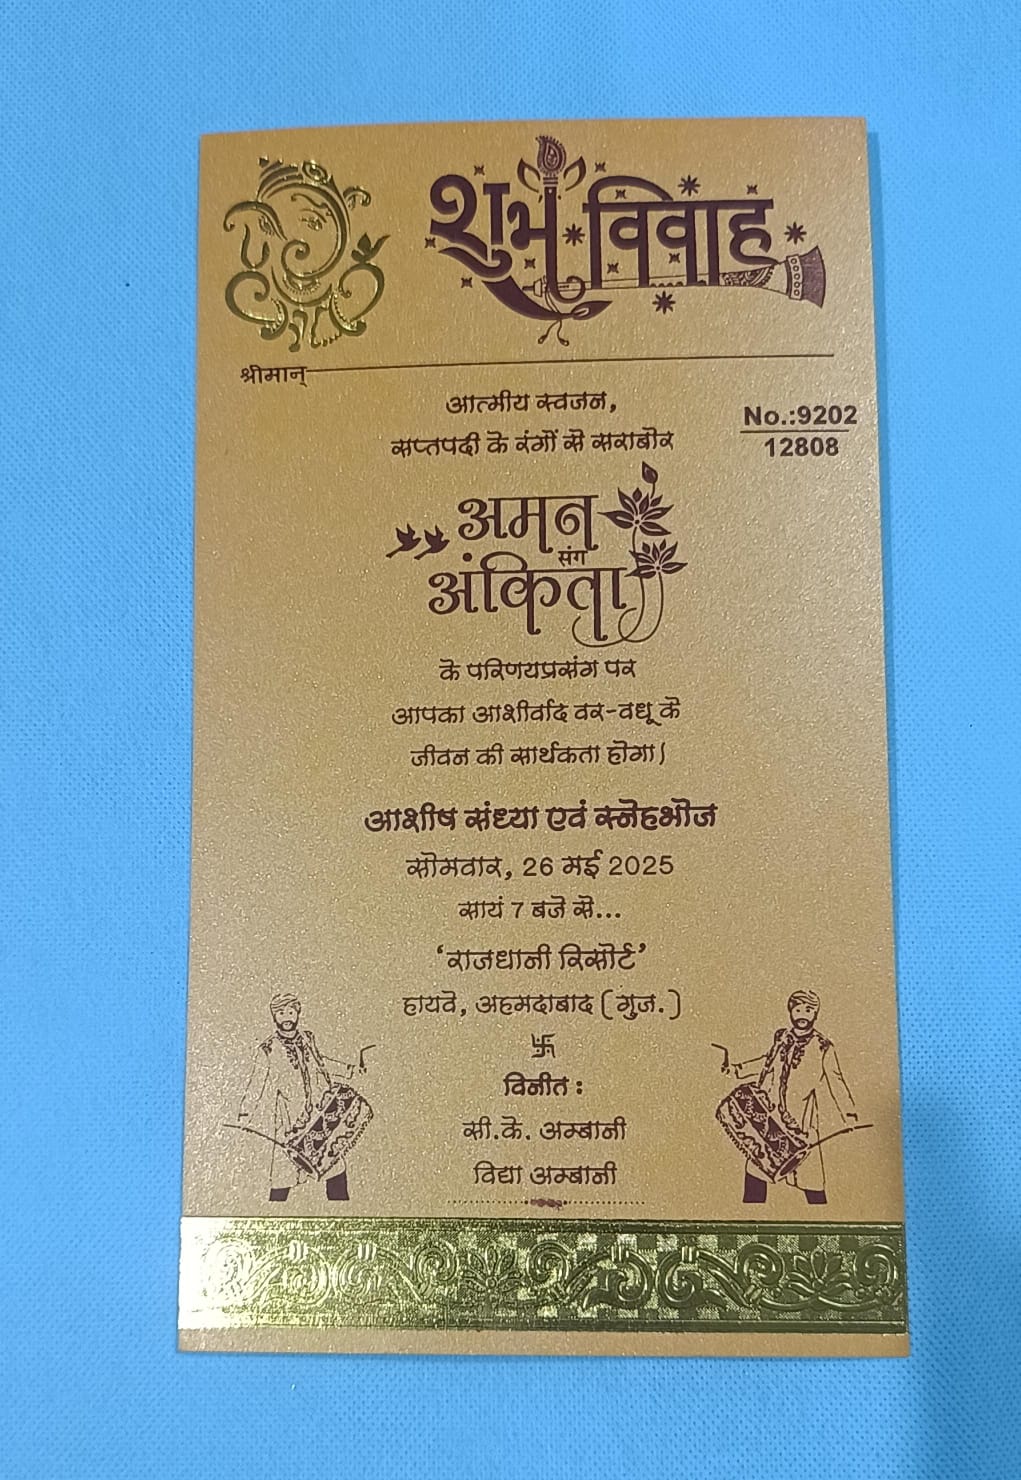 शुभ विवाह
श्रीमान्
आत्मीय स्वजन,
No.:9202
12808
सप्तपदी के रंगों से सराबोर
अमन
संग
अंकिता
के परिणयप्रसंग पर
आपका आशीर्वाद वर-वधू के
जीवन की सार्थकता होगा|
आशीष संध्या एवं स्नेहभोज
सोमवार, 26 मई 2025
सायं 7 बजे से...
‘राजधानी रिसोर्ट’
हायवे, अहमदाबाद (गुज.)
卐
विनीत :
सी.के. अम्बानी
विद्या अम्बानी